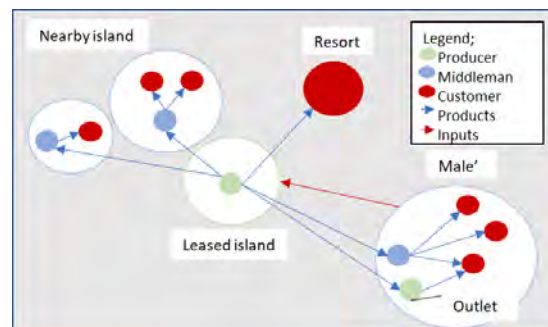 Nearby island
Resort
Legend;
Producer
Middleman
Customer
Products
Inputs
Male’
Leased island
Outlet